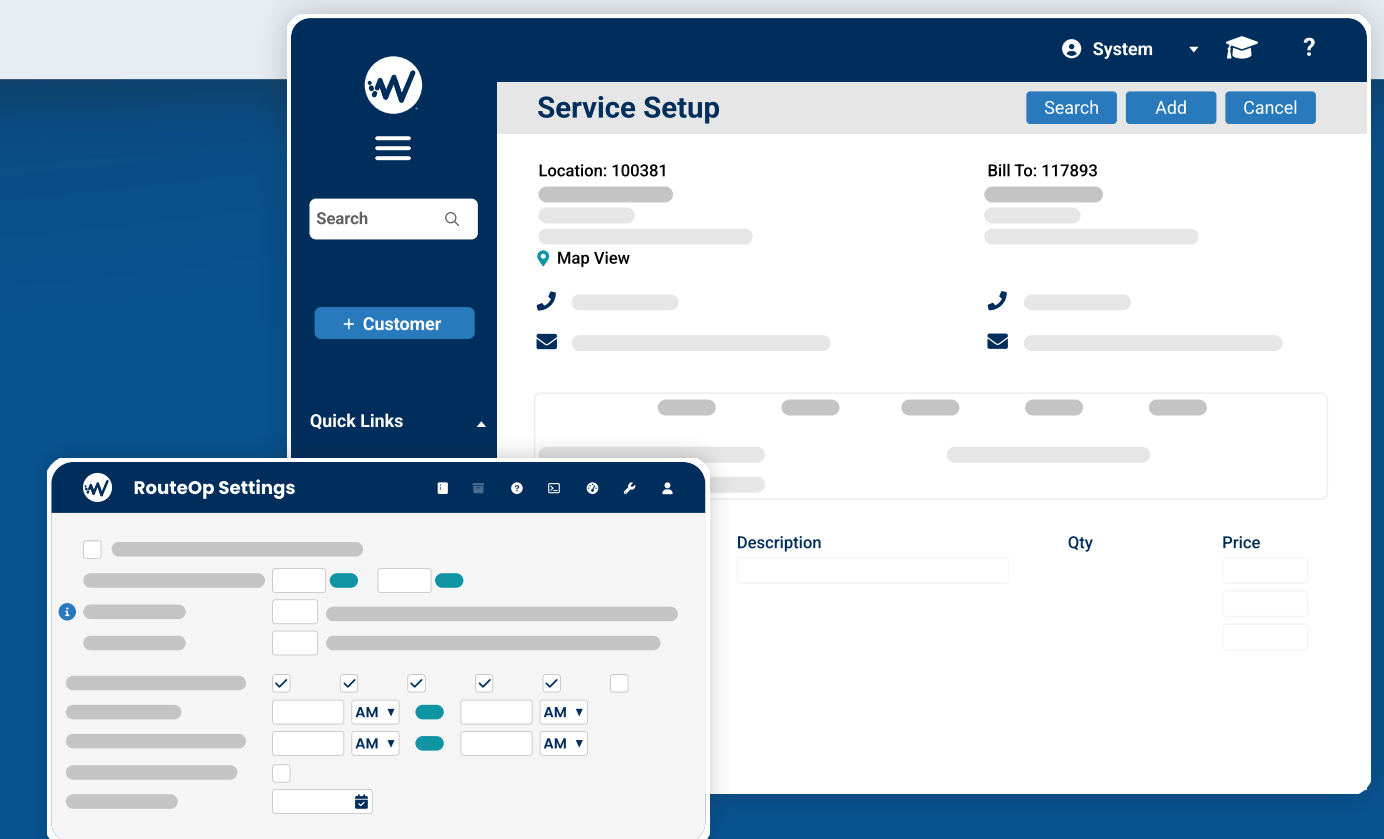 System
?
Service Setup
Search
Add
Cancel
Location: 100381
Bill To: 117893
Search
Map View
+ Customer
Quick Links
RouteOp Settings
Description
Qty
Price
AM
AM
AM
AM